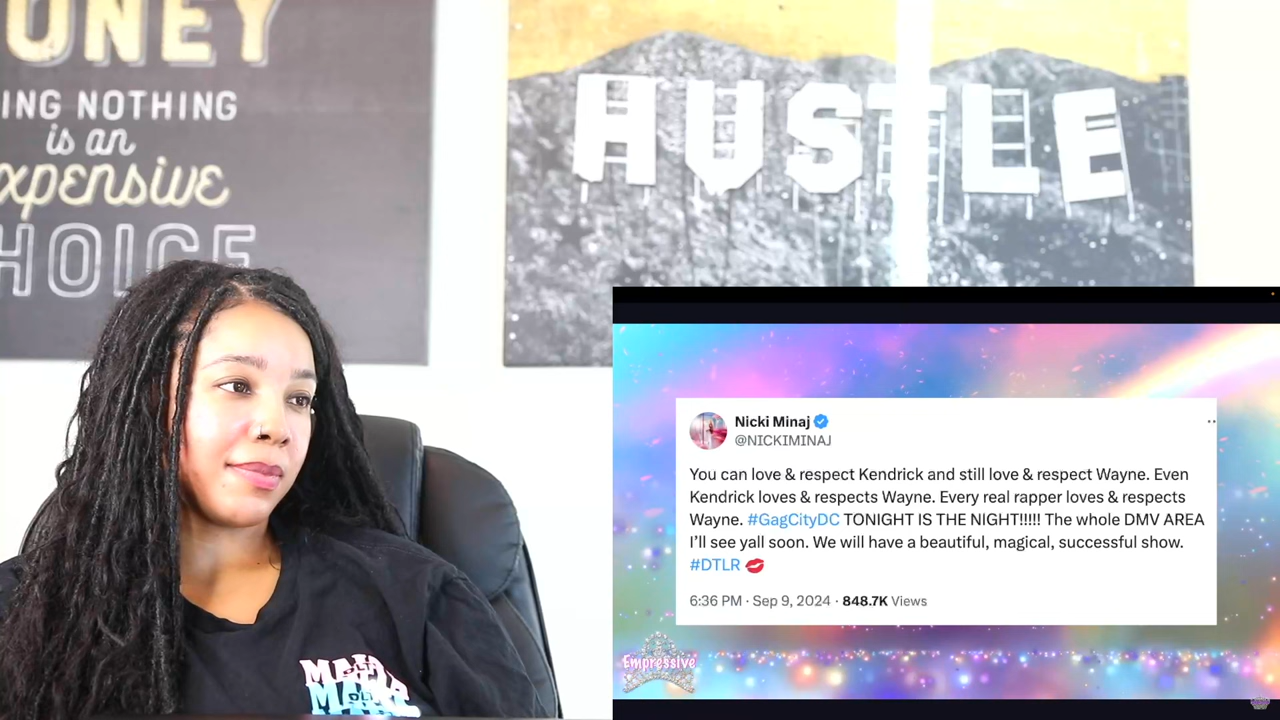 ONEY
ING NOTHING
is an
xpensive
HOICE
HUSTLE
Nicki Minaj
@NICKIMINAJ
You can love & respect Kendrick and still love & respect Wayne. Even
Kendrick loves & respects Wayne. Every real rapper loves & respects
Wayne. #GagCityDC TONIGHT IS THE NIGHT!!!!! The whole DMV AREA
I’ll see yall soon. We will have a beautiful, magical, successful show.
#DTLR 💋
6:36 PM · Sep 9, 2024 · 848.7K Views
Empressive